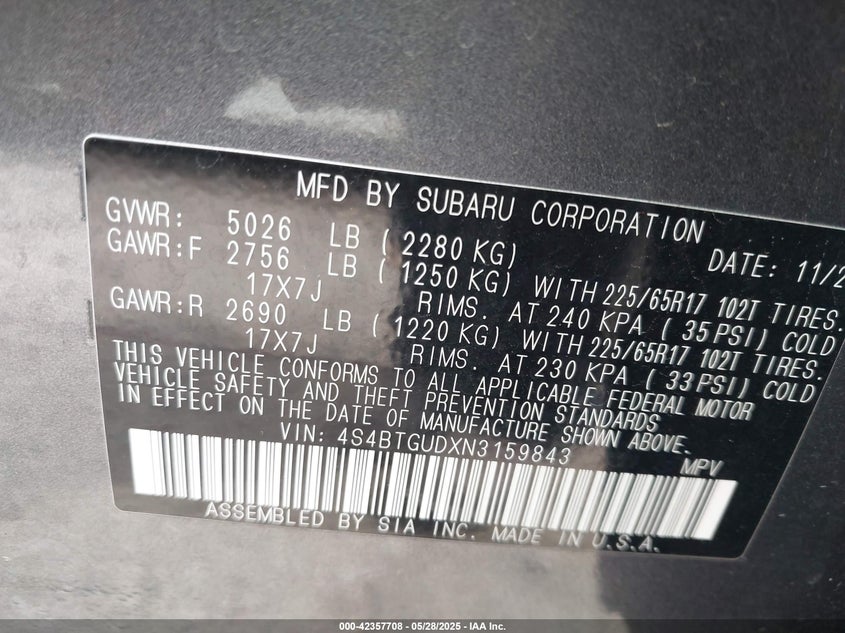 MFD BY SUBARU CORPORATION
GVWR: 5026 LB ( 2280 KG) DATE: 11/2
GAWR:F 2756 LB ( 1250 KG) WITH 225/65R17 102T TIRES.
17X7J RIMS. AT 240 KPA ( 35 PSI) COLD
GAWR:R 2690 LB ( 1220 KG) WITH 225/65R17 102T TIRES.
17X7J RIMS. AT 230 KPA ( 33 PSI) COLD
THIS VEHICLE CONFORMS TO ALL APPLICABLE FEDERAL MOTOR
VEHICLE SAFETY AND THEFT PREVENTION STANDARDS
IN EFFECT ON THE DATE OF MANUFACTURE SHOWN ABOVE.
VIN: 4S4BTGUDXN3159843 MPV
ASSEMBLED BY SIA INC. MADE IN U.S.A.
000-42357708 - 05/28/2025 - IAA Inc.